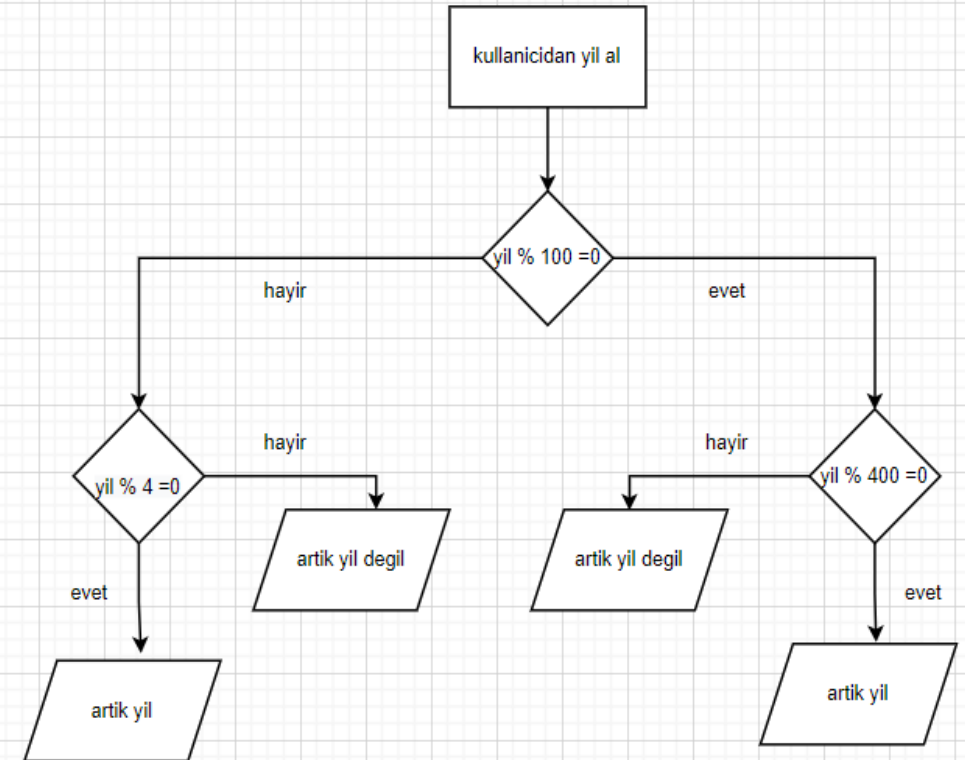 kullanicidan yil al
yil % 100 =0
hayir
evet
hayir
hayir
yil % 4 =0
yil % 400 =0
artik yil degil
artik yil degil
evet
evet
artik yil
artik yil